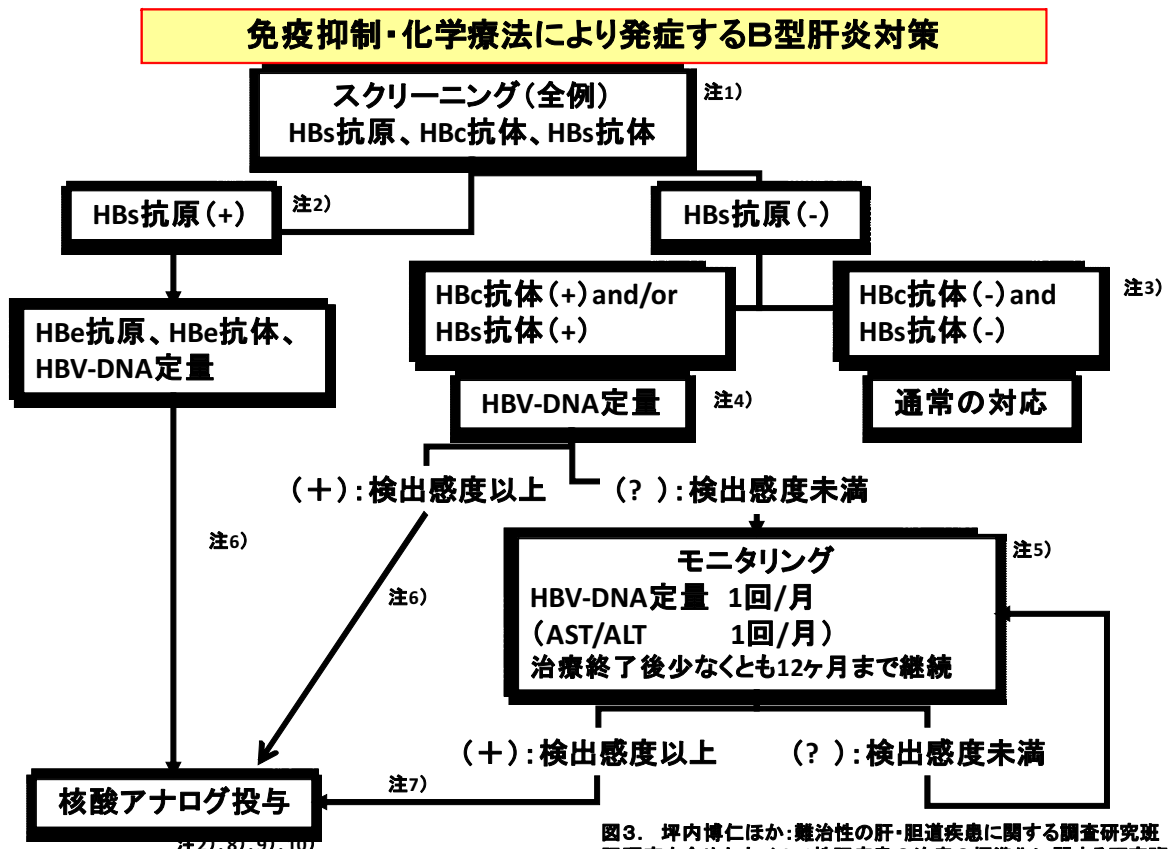 免疫抑制・化学療法により発症するB型肝炎対策
スクリーニング(全例)
HBs抗原、HBc抗体、HBs抗体
注1)
HBs抗原(+)
注2)
HBs抗原(-)
HBc抗体(+)and/or
HBs抗体(+)
HBc抗体(-)and
HBs抗体(-)
注3)
HBe抗原、HBe抗体、
HBV-DNA定量
HBV-DNA定量
注4)
通常の対応
(+):検出感度以上
(? ):検出感度未満
注6)
注6)
モニタリング
HBV-DNA定量 1回/月
(AST/ALT 1回/月)
治療終了後少なくとも12ヶ月まで継続
注5)
(+):検出感度以上
(? ):検出感度未満
注7)
核酸アナログ投与
注2),8),9),10)
図3. 坪内博仁ほか:難治性の肝・胆道疾患に関する調査研究班